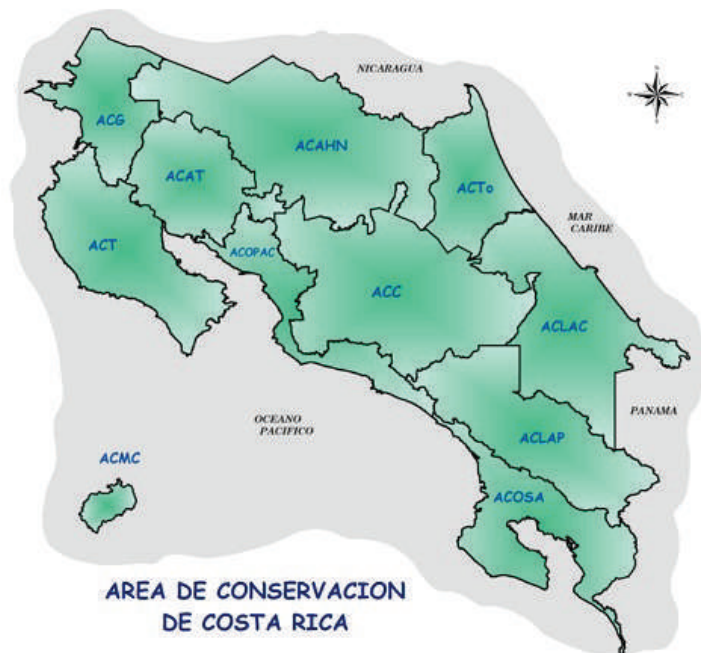 NICARAGUA
ACG
ACAHN
ACAT
ACTo
MAR
CARIBE
ACT
ACOPAC
ACC
ACLAC
OCEANO
PACIFICO
PANAMA
ACLAP
ACMC
ACOSA
AREA DE CONSERVACION
DE COSTA RICA